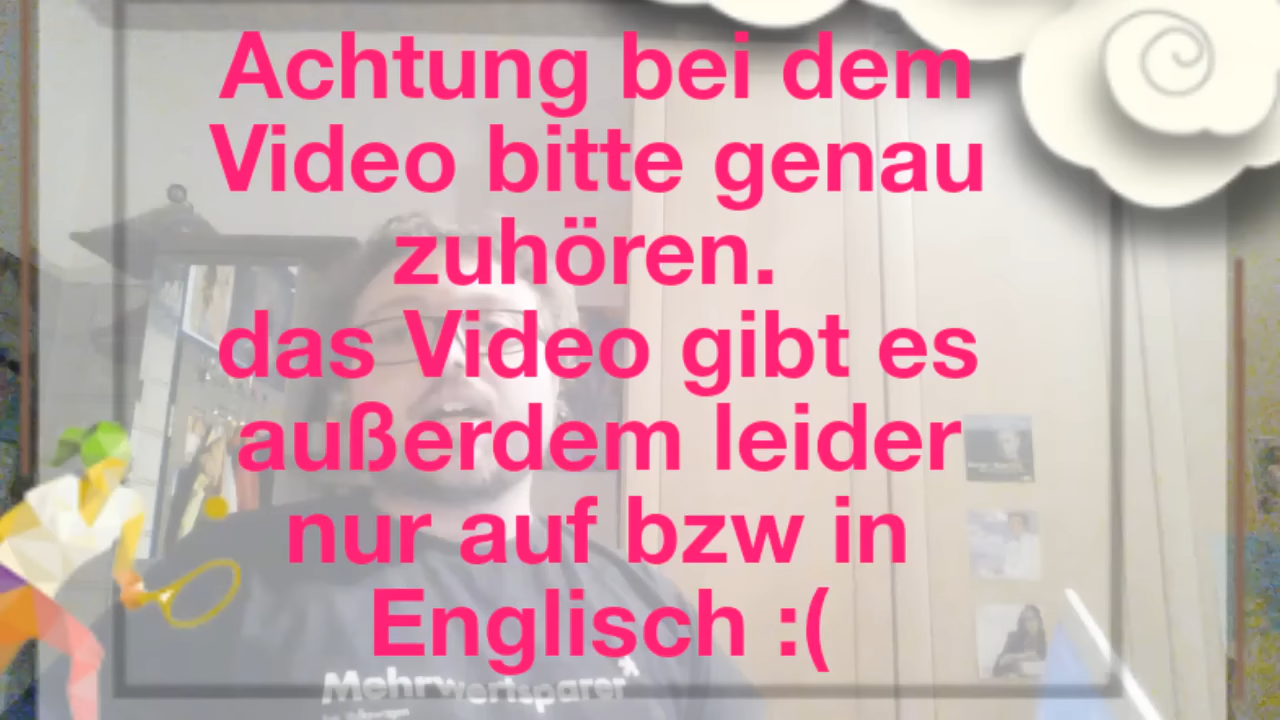 Achtung bei dem
Video bitte genau
zuhören.
das Video gibt es
außerdem leider
nur auf bzw in
Englisch :(
Mehrwertsparer*